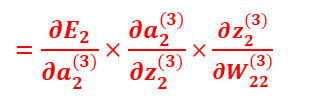 = ∂E₂/∂a₂⁽³⁾ × ∂a₂⁽³⁾/∂z₂⁽³⁾ × ∂z₂⁽³⁾/∂W₂₂⁽³⁾